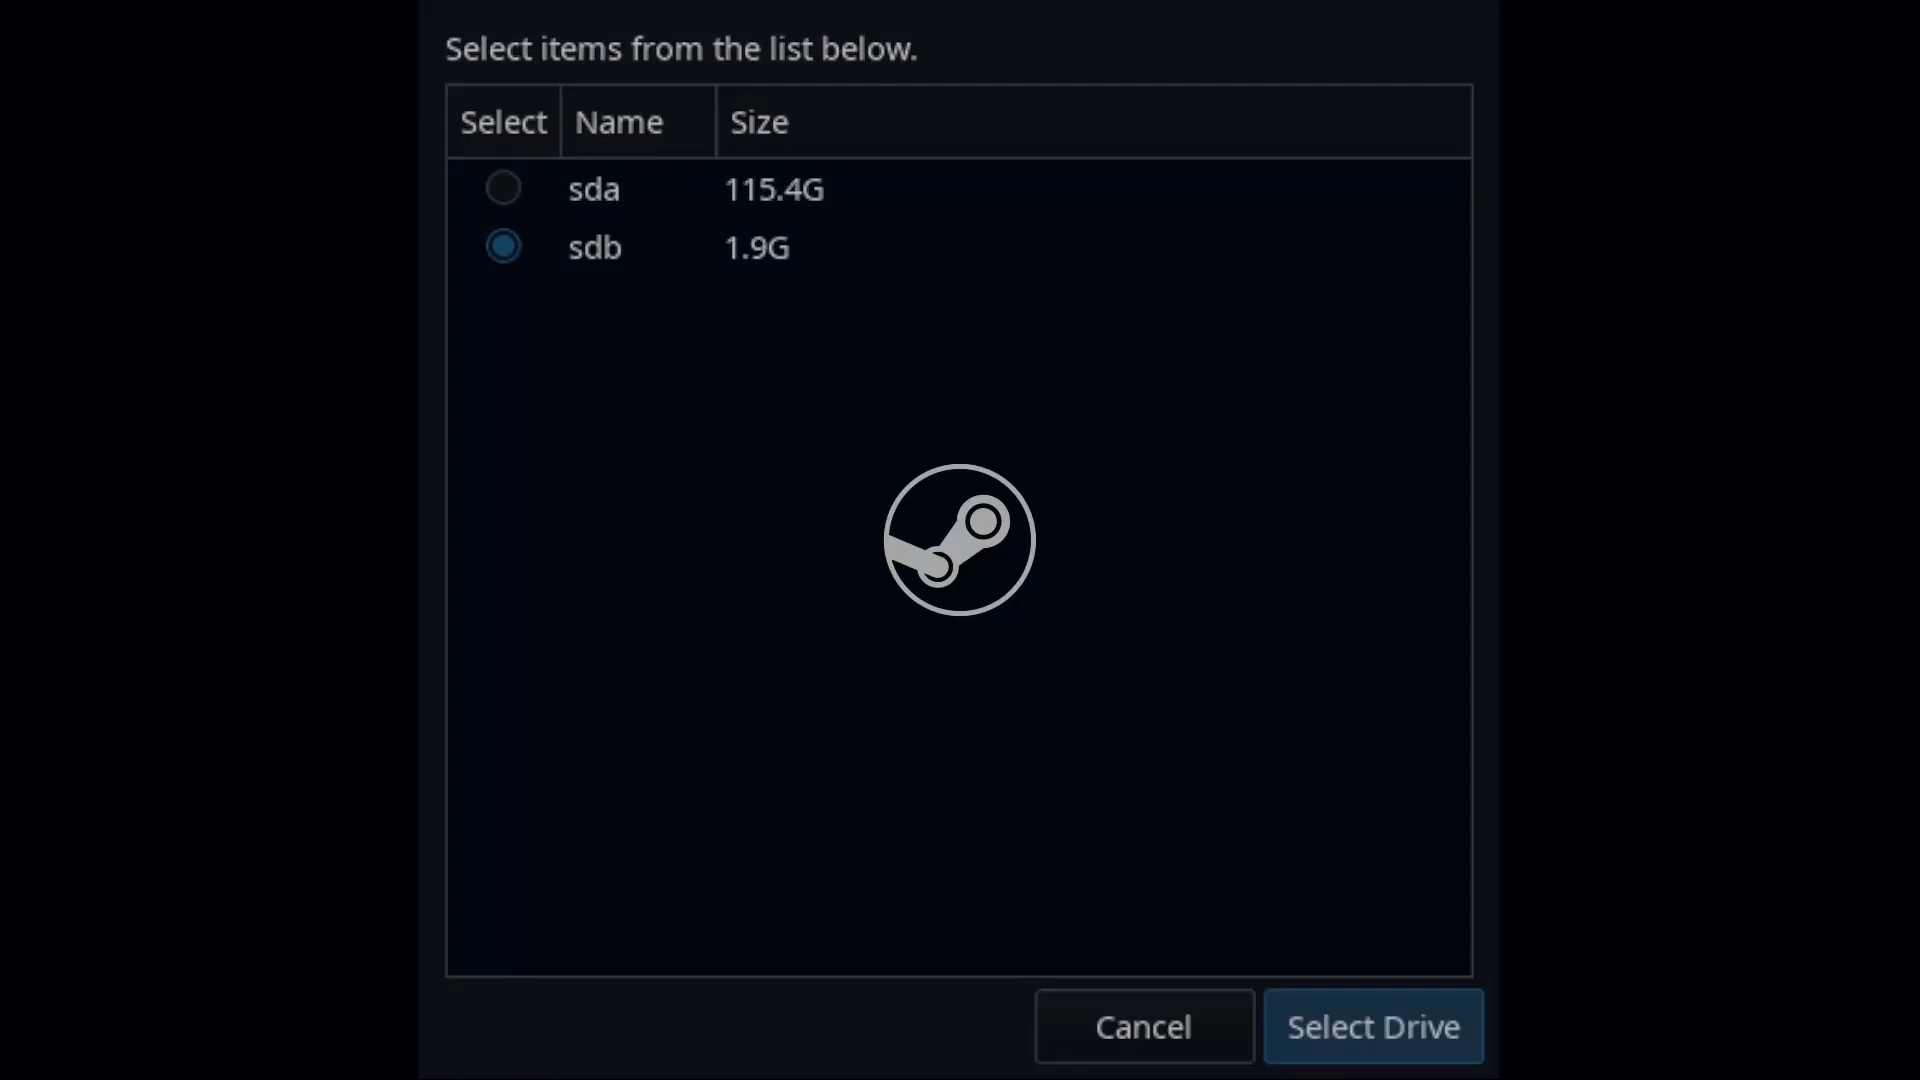 Select items from the list below.
Select Name Size
sda 115.4G
sdb 1.9G
Cancel Select Drive